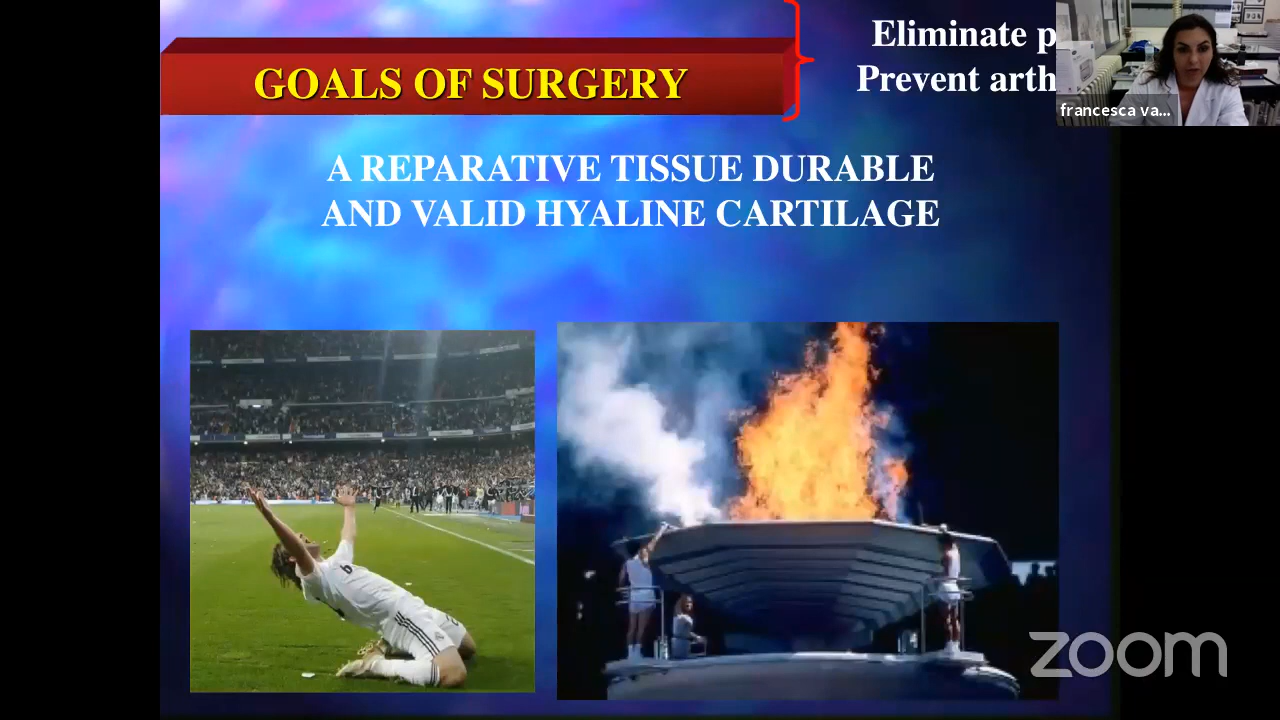 GOALS OF SURGERY
Eliminate p
Prevent arth
francesca va...
A REPARATIVE TISSUE DURABLE
AND VALID HYALINE CARTILAGE
zoom